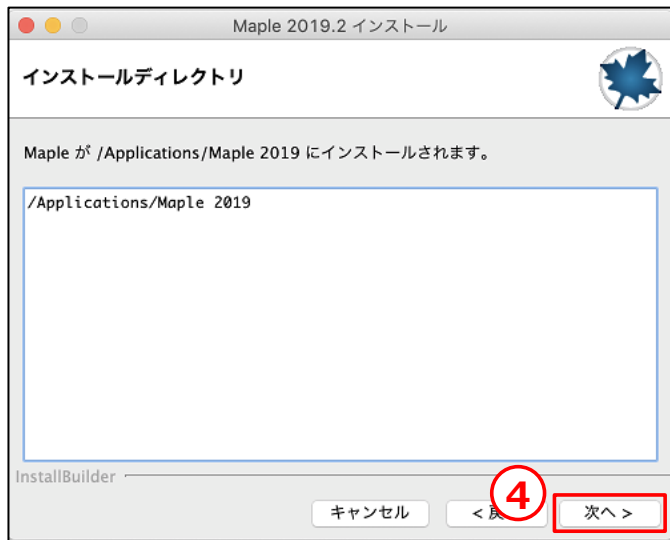 Maple 2019.2 インストール
インストールディレクトリ
Maple が /Applications/Maple 2019 にインストールされます。
/Applications/Maple 2019
InstallBuilder
④
キャンセル < 次へ >